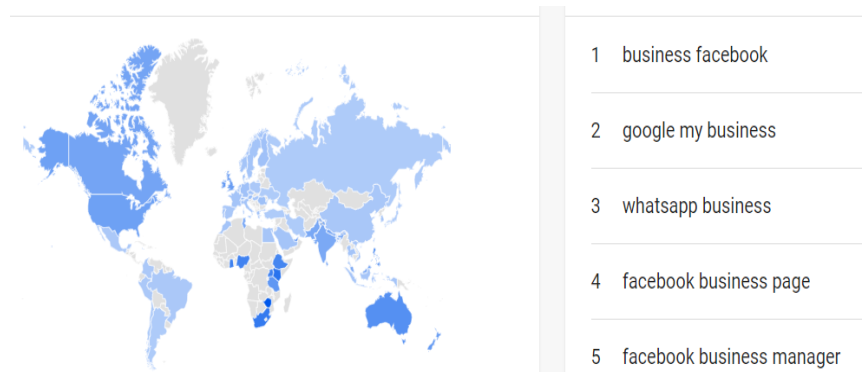 1 business facebook
2 google my business
3 whatsapp business
4 facebook business page
5 facebook business manager